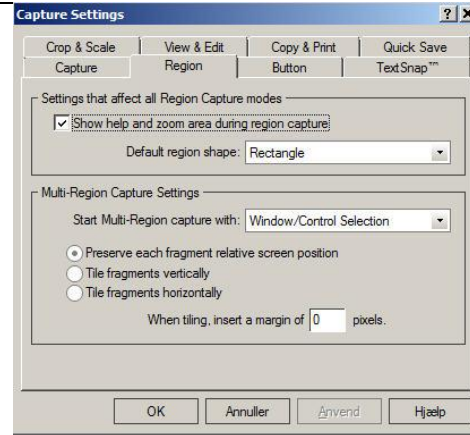 Capture Settings
Crop & Scale View & Edit Copy & Print Quick Save
Capture Region Button TextSnap™
Settings that affect all Region Capture modes
Show help and zoom area during region capture
Default region shape: Rectangle
Multi-Region Capture Settings
Start Multi-Region capture with: Window/Control Selection
Preserve each fragment relative screen position
Tile fragments vertically
Tile fragments horizontally
When tiling, insert a margin of 0 pixels.
OK Annuller Anvend Hjælp